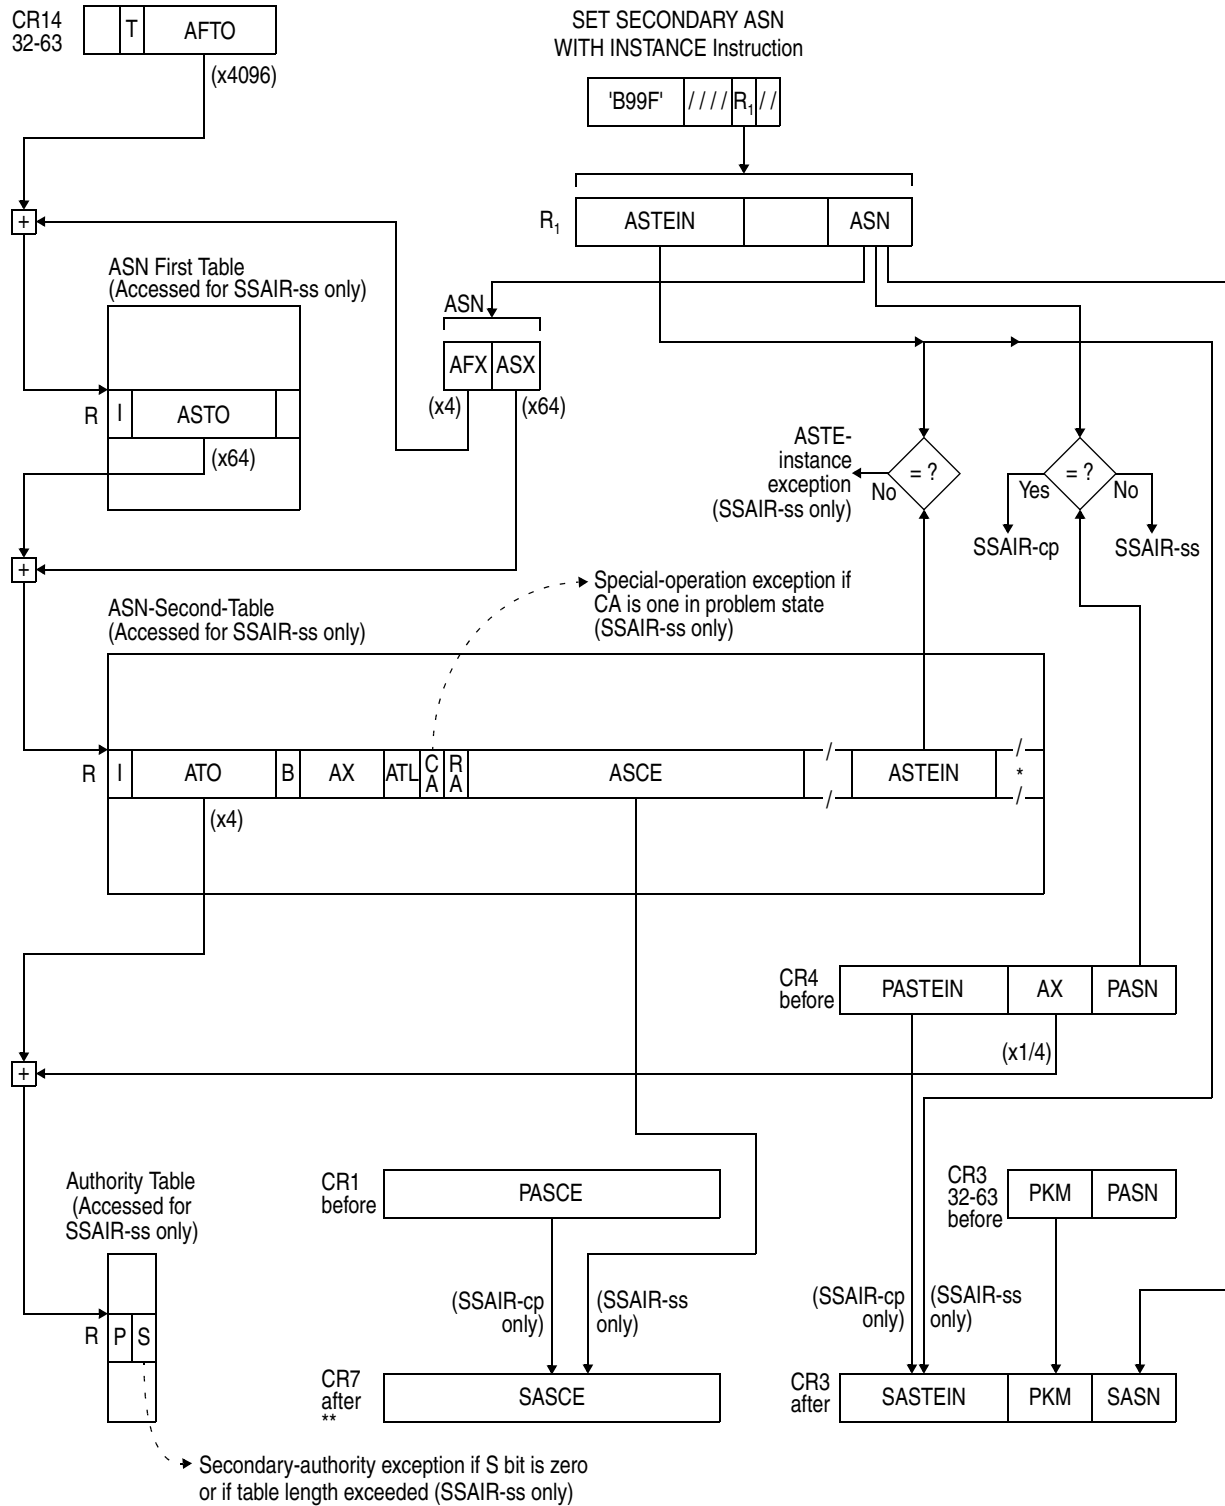 CR14
32-63
T
AFTO
(x4096)
SET SECONDARY ASN
WITH INSTANCE Instruction
'B99F'
////
R1
//
+
R1
ASTEIN
ASN
ASN First Table
(Accessed for SSAIR-ss only)
ASN
AFX
ASX
(x4)
(x64)
R
I
ASTO
(x64)
ASTE-
instance
exception
(SSAIR-ss only)
= ?
No
= ?
Yes
No
SSAIR-cp
SSAIR-ss
+
ASN-Second-Table
(Accessed for SSAIR-ss only)
Special-operation exception if
CA is one in problem state
(SSAIR-ss only)
R
I
ATO
B
AX
ATL
C
A
R
A
ASCE
/
/
ASTEIN
/
*
/
(x4)
CR4
before
PASTEIN
AX
PASN
(x1/4)
+
Authority Table
(Accessed for
SSAIR-ss only)
CR1
before
PASCE
CR3
32-63
before
PKM
PASN
(SSAIR-cp
only)
(SSAIR-ss
only)
(SSAIR-cp
only)
(SSAIR-ss
only)
R
P
S
CR7
after
**
SASCE
CR3
after
SASTEIN
PKM
SASN
Secondary-authority exception if S bit is zero
or if table length exceeded (SSAIR-ss only)